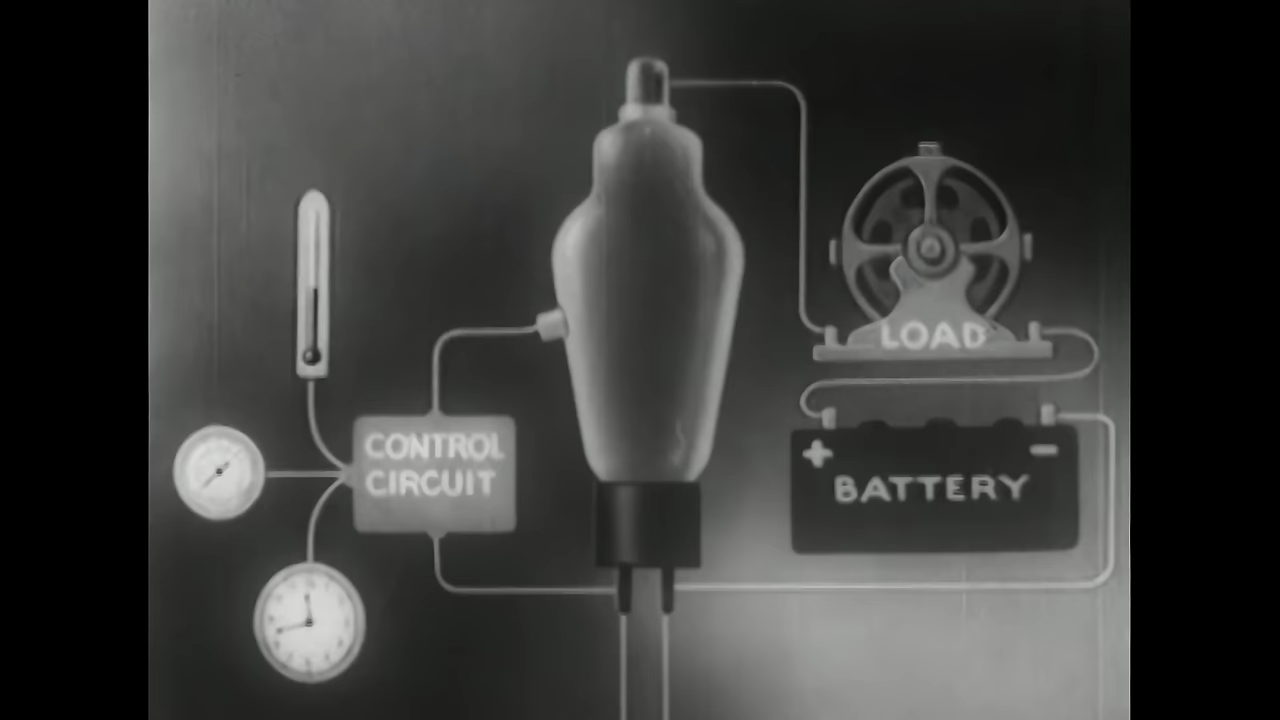 LOAD
CONTROL
CIRCUIT
+ −
BATTERY